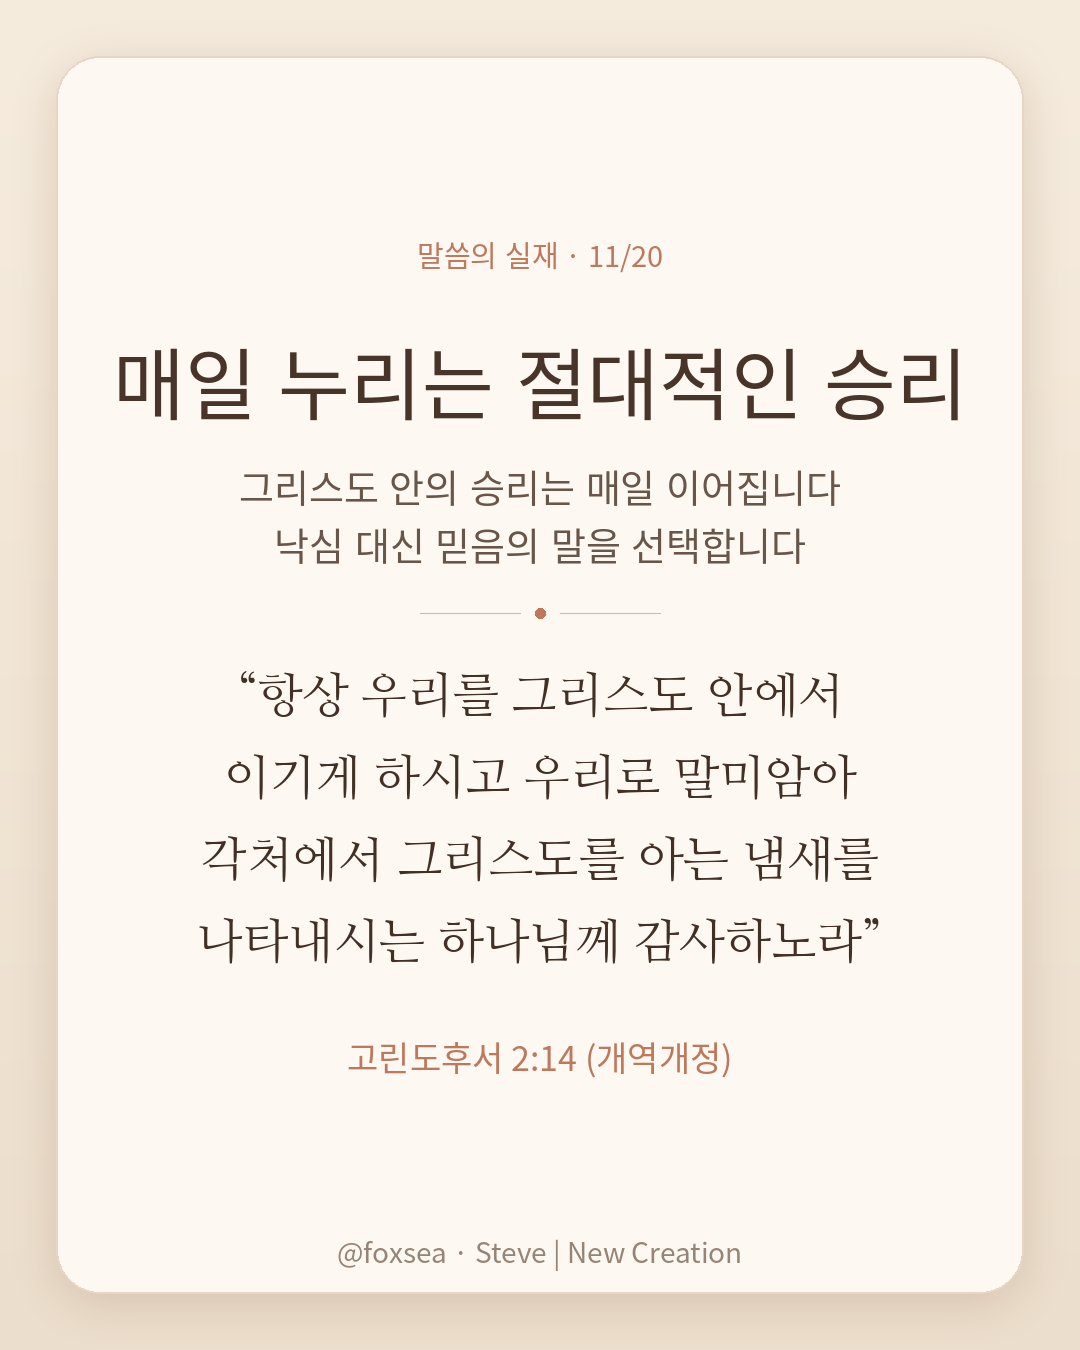 말씀의 실재 · 11/20
매일 누리는 절대적인 승리
그리스도 안의 승리는 매일 이어집니다
낙심 대신 믿음의 말을 선택합니다
“항상 우리를 그리스도 안에서
이기게 하시고 우리로 말미암아
각처에서 그리스도를 아는 냄새를
나타내시는 하나님께 감사하노라”
고린도후서 2:14 (개역개정)
@foxsea · Steve | New Creation